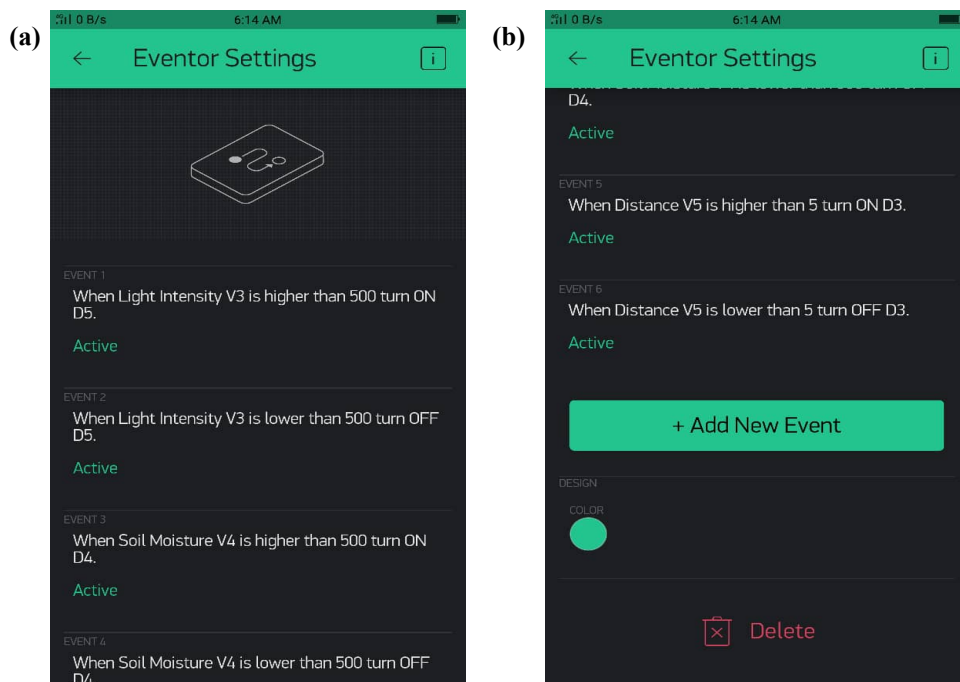 (a)
0 B/s 6:14 AM
← Eventor Settings i
EVENT 1
When Light Intensity V3 is higher than 500 turn ON
D5.
Active
EVENT 2
When Light Intensity V3 is lower than 500 turn OFF
D5.
Active
EVENT 3
When Soil Moisture V4 is higher than 500 turn ON
D4.
Active
EVENT 4
When Soil Moisture V4 is lower than 500 turn OFF
D4.
(b)
0 B/s 6:14 AM
← Eventor Settings i
D4.
Active
EVENT 5
When Distance V5 is higher than 5 turn ON D3.
Active
EVENT 6
When Distance V5 is lower than 5 turn OFF D3.
Active
+ Add New Event
DESIGN
COLOR
Delete